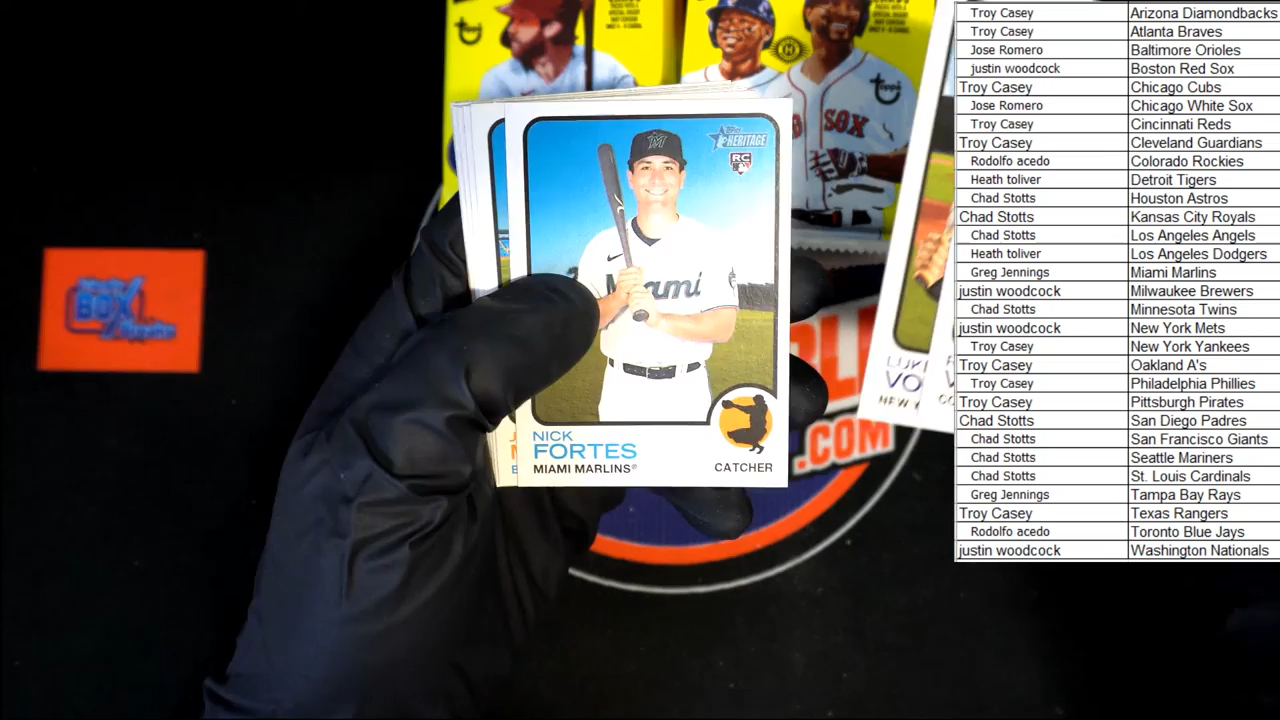 Topps
HERITAGE
RC
Miami
NICK
FORTES
MIAMI MARLINS®
CATCHER
SOX
topps
BOX
.COM
VO
NEW Y
Troy Casey Arizona Diamondbacks
Troy Casey Atlanta Braves
Jose Romero Baltimore Orioles
justin woodcock Boston Red Sox
Troy Casey Chicago Cubs
Jose Romero Chicago White Sox
Troy Casey Cincinnati Reds
Troy Casey Cleveland Guardians
Rodolfo acedo Colorado Rockies
Heath toliver Detroit Tigers
Chad Stotts Houston Astros
Chad Stotts Kansas City Royals
Chad Stotts Los Angeles Angels
Heath toliver Los Angeles Dodgers
Greg Jennings Miami Marlins
justin woodcock Milwaukee Brewers
Chad Stotts Minnesota Twins
justin woodcock New York Mets
Troy Casey New York Yankees
Troy Casey Oakland A's
Troy Casey Philadelphia Phillies
Troy Casey Pittsburgh Pirates
Chad Stotts San Diego Padres
Chad Stotts San Francisco Giants
Chad Stotts Seattle Mariners
Chad Stotts St. Louis Cardinals
Greg Jennings Tampa Bay Rays
Troy Casey Texas Rangers
Rodolfo acedo Toronto Blue Jays
justin woodcock Washington Nationals